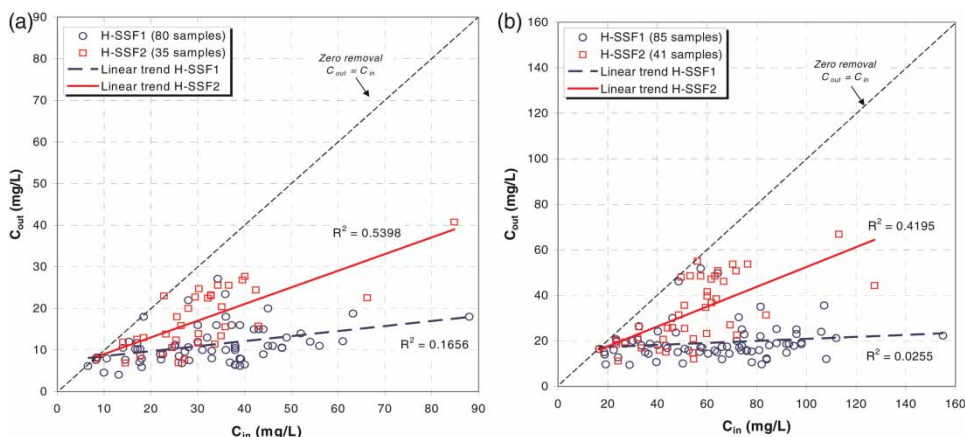 (a)
90
80
70
60
50
40
30
20
10
0
C_out (mg/L)
H-SSF1 (80 samples)
H-SSF2 (35 samples)
Linear trend H-SSF1
Linear trend H-SSF2
Zero removal
C_out = C_in
R² = 0.5398
R² = 0.1656
0 10 20 30 40 50 60 70 80 90
C_in (mg/L)
(b)
160
140
120
100
80
60
40
20
0
C_out (mg/L)
H-SSF1 (85 samples)
H-SSF2 (41 samples)
Linear trend H-SSF1
Linear trend H-SSF2
Zero removal
C_out = C_in
R² = 0.4195
R² = 0.0255
0 20 40 60 80 100 120 140 160
C_in (mg/L)